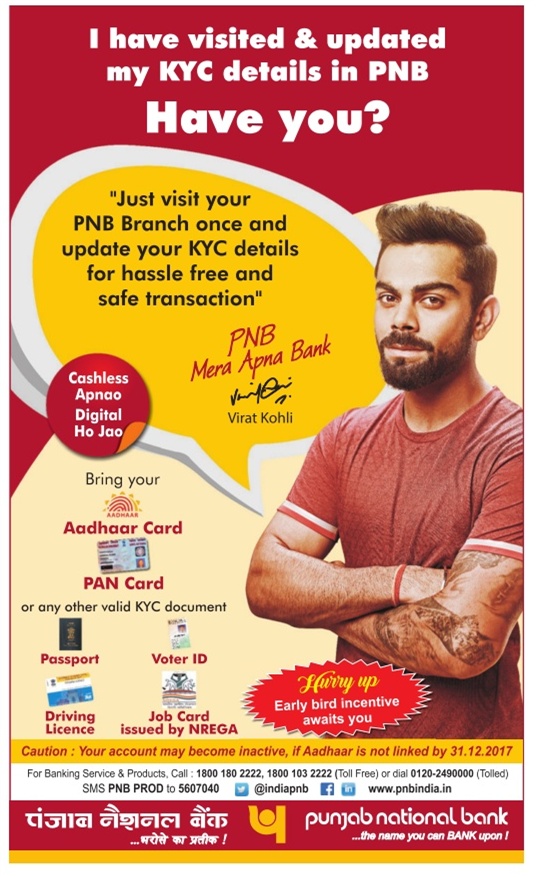 I have visited & updated
my KYC details in PNB
Have you?
"Just visit your
PNB Branch once and
update your KYC details
for hassle free and
safe transaction"
PNB
Mera Apna Bank
Virat Kohli
Cashless
Apnao
Digital
Ho Jao
Bring your
AADHAAR
Aadhaar Card
PAN Card
or any other valid KYC document
Passport
Voter ID
Driving
Licence
Job Card
issued by NREGA
Hurry up
Early bird incentive
awaits you
Caution : Your account may become inactive, if Aadhaar is not linked by 31.12.2017
For Banking Service & Products, Call : 1800 180 2222, 1800 103 2222 (Toll Free) or dial 0120-2490000 (Tolled)
SMS PNB PROD to 5607040 @indiapnb www.pnbindia.in
पंजाब नैशनल बैंक
...भरोसे का प्रतीक !
punjab national bank
...the name you can BANK upon !